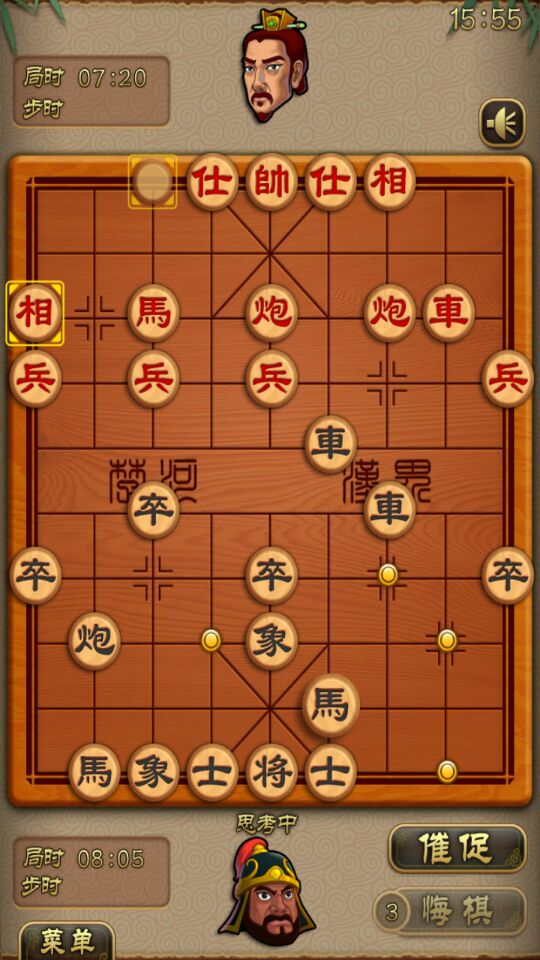 15:55
局时 07:20
步时
仕帥仕相
相馬炮炮車
兵兵兵兵
車
楚河 漢界
卒車
卒卒卒
炮象
馬
馬象士将士
思考中
局时 08:05
步时
催促
3 悔棋
菜单